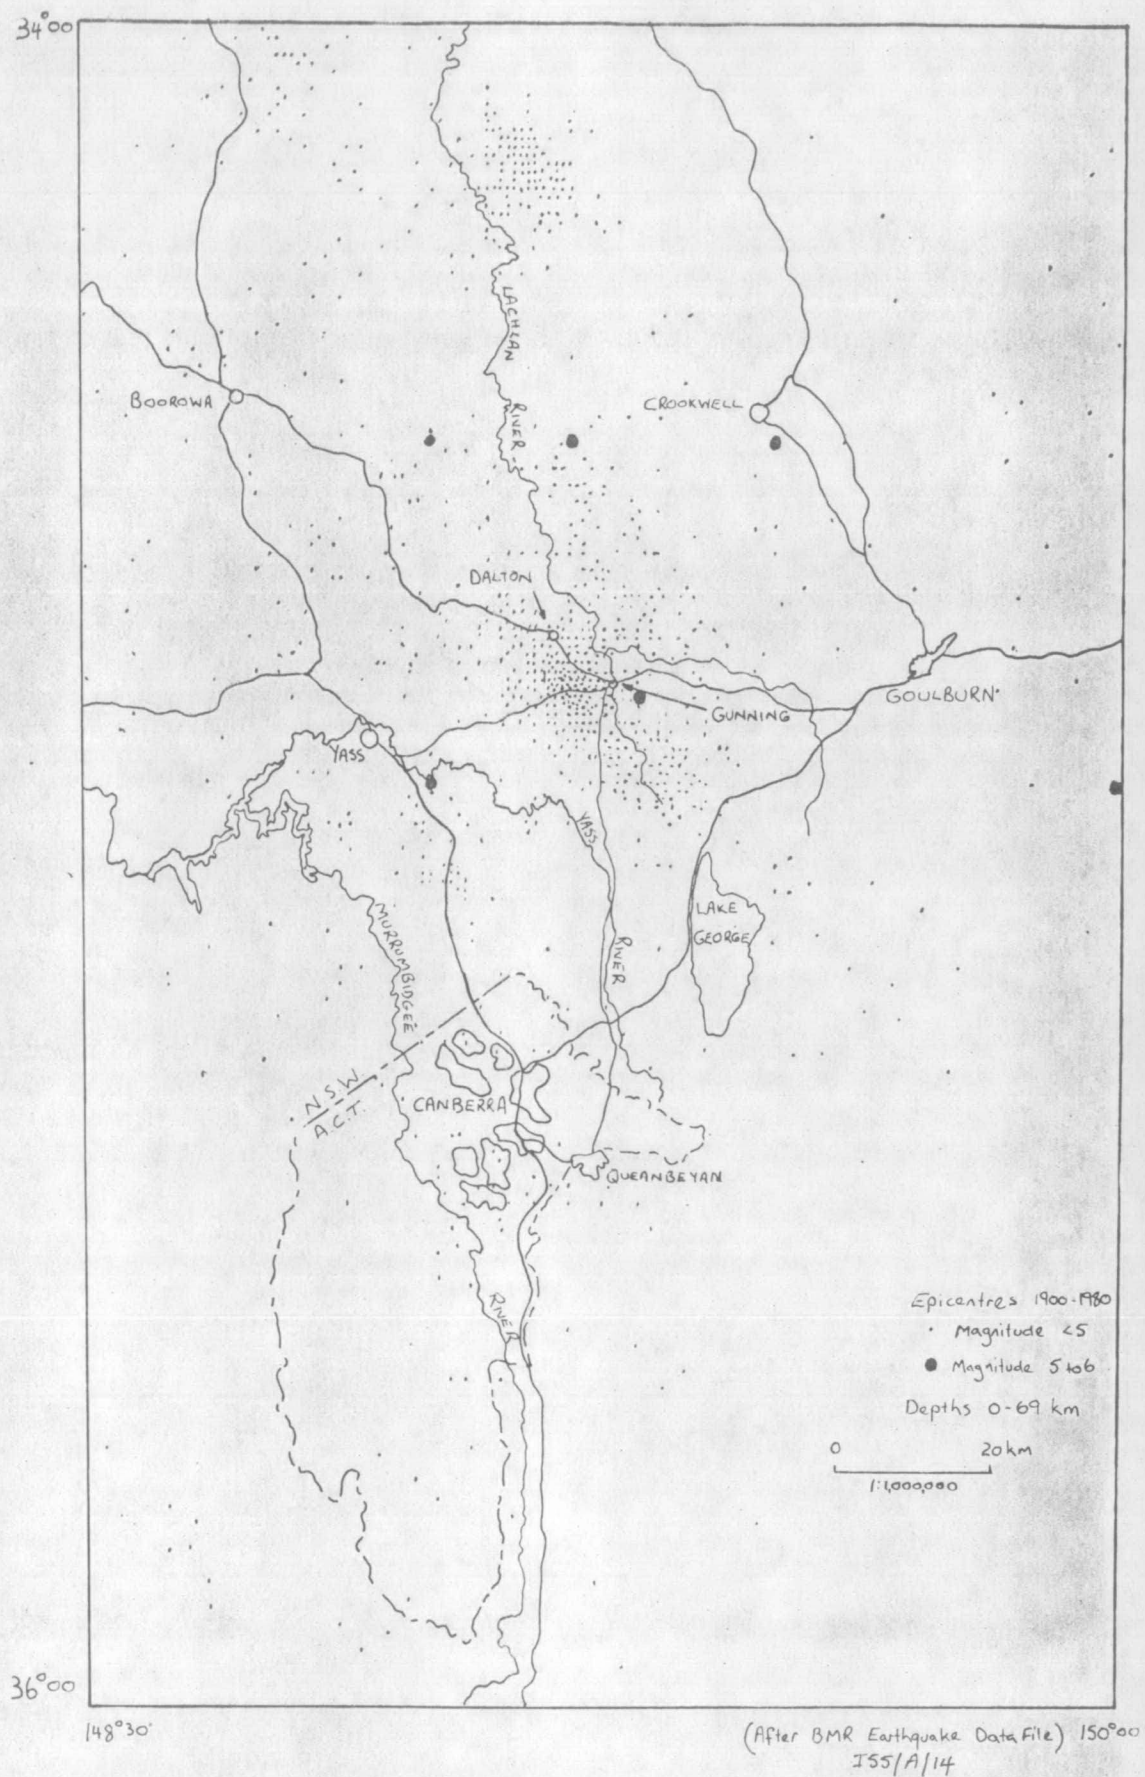 34°00
LACHLAN
RIVER
BOOROWA
CROOKWELL
DALTON
GOULBURN
GUNNING
YASS
YASS
RIVER
LAKE
GEORGE
MURRUMBIDGEE
N.S.W.
A.C.T.
CANBERRA
QUEANBEYAN
RIVER
Epicentres 1900-1980
Magnitude <5
Magnitude 5 to 6
Depths 0-69 km
0 20 km
1:1,000,000
36°00
148°30'
(After BMR Earthquake Data File) 150°00
I55/A/14